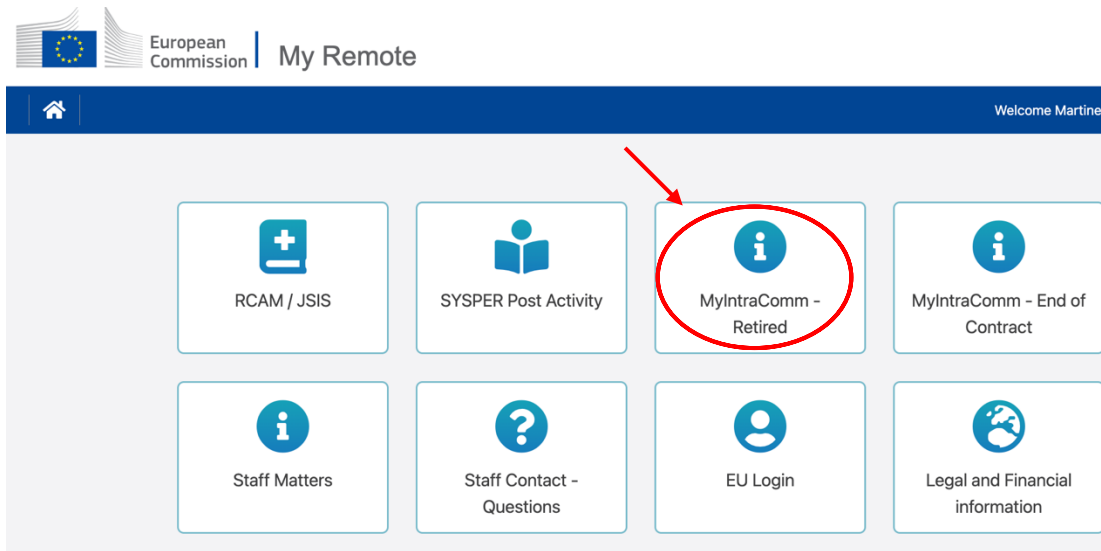 European
Commission
My Remote
Welcome Martine
RCAM / JSIS
SYSPER Post Activity
MyIntraComm -
Retired
MyIntraComm - End of
Contract
Staff Matters
Staff Contact -
Questions
EU Login
Legal and Financial
information